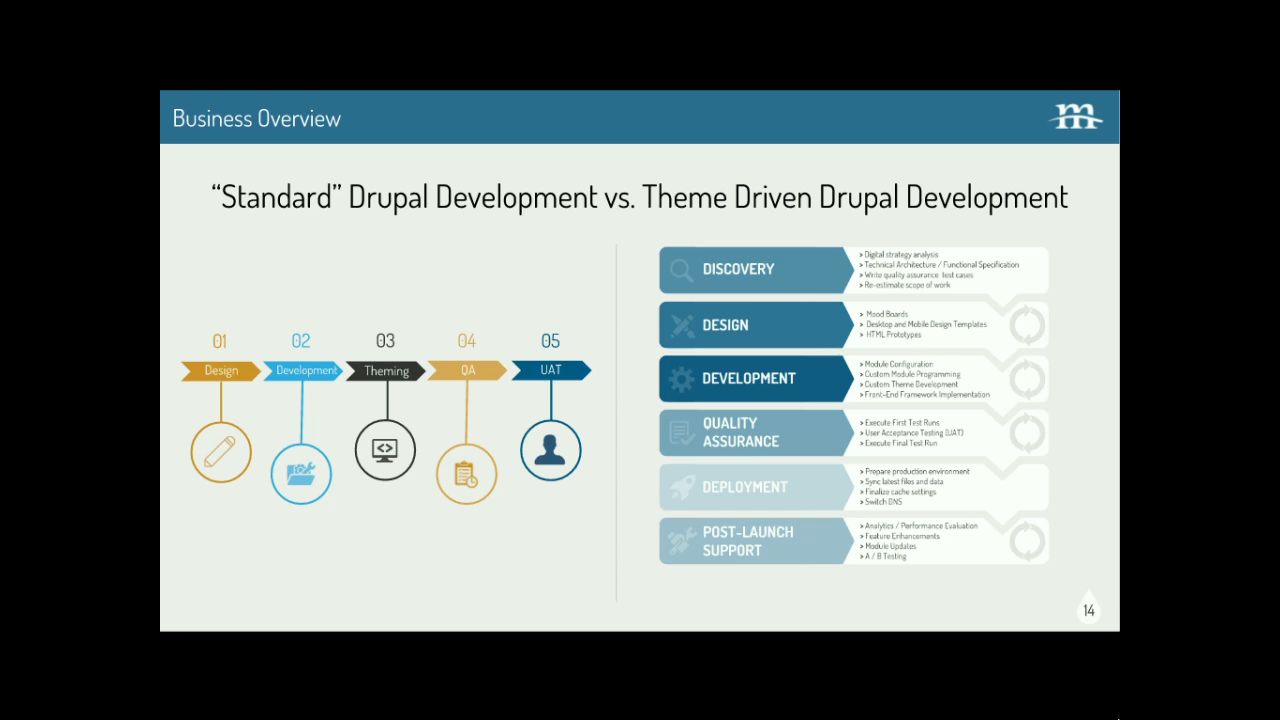 Business Overview
m
“Standard” Drupal Development vs. Theme Driven Drupal Development
01 02 03 04 05
Design Development Theming QA UAT
DISCOVERY
> Digital strategy analysis
> Technical Architecture / Functional Specification
> Write quality assurance test cases
> Re-estimate scope of work
DESIGN
> Mood Boards
> Desktop and Mobile Design Templates
> HTML Prototypes
DEVELOPMENT
> Module Configuration
> Custom Module Programming
> Custom Theme Development
> Front-End Framework Implementation
QUALITY
ASSURANCE
> Execute First Test Runs
> User Acceptance Testing (UAT)
> Execute Final Test Run
DEPLOYMENT
> Prepare production environment
> Sync latest files and data
> Finalize cache settings
> Switch DNS
POST-LAUNCH
SUPPORT
> Analytics / Performance Evaluation
> Feature Enhancements
> Module Updates
> A / B Testing
14